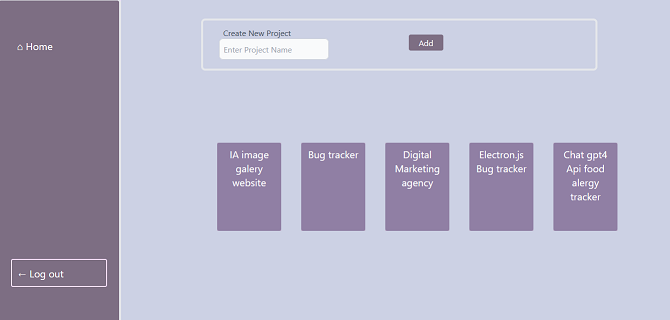 ⌂ Home
Create New Project
Enter Project Name
Add
IA image
galery
website
Bug tracker
Digital
Marketing
agency
Electron.js
Bug tracker
Chat gpt4
Api food
alergy
tracker
← Log out